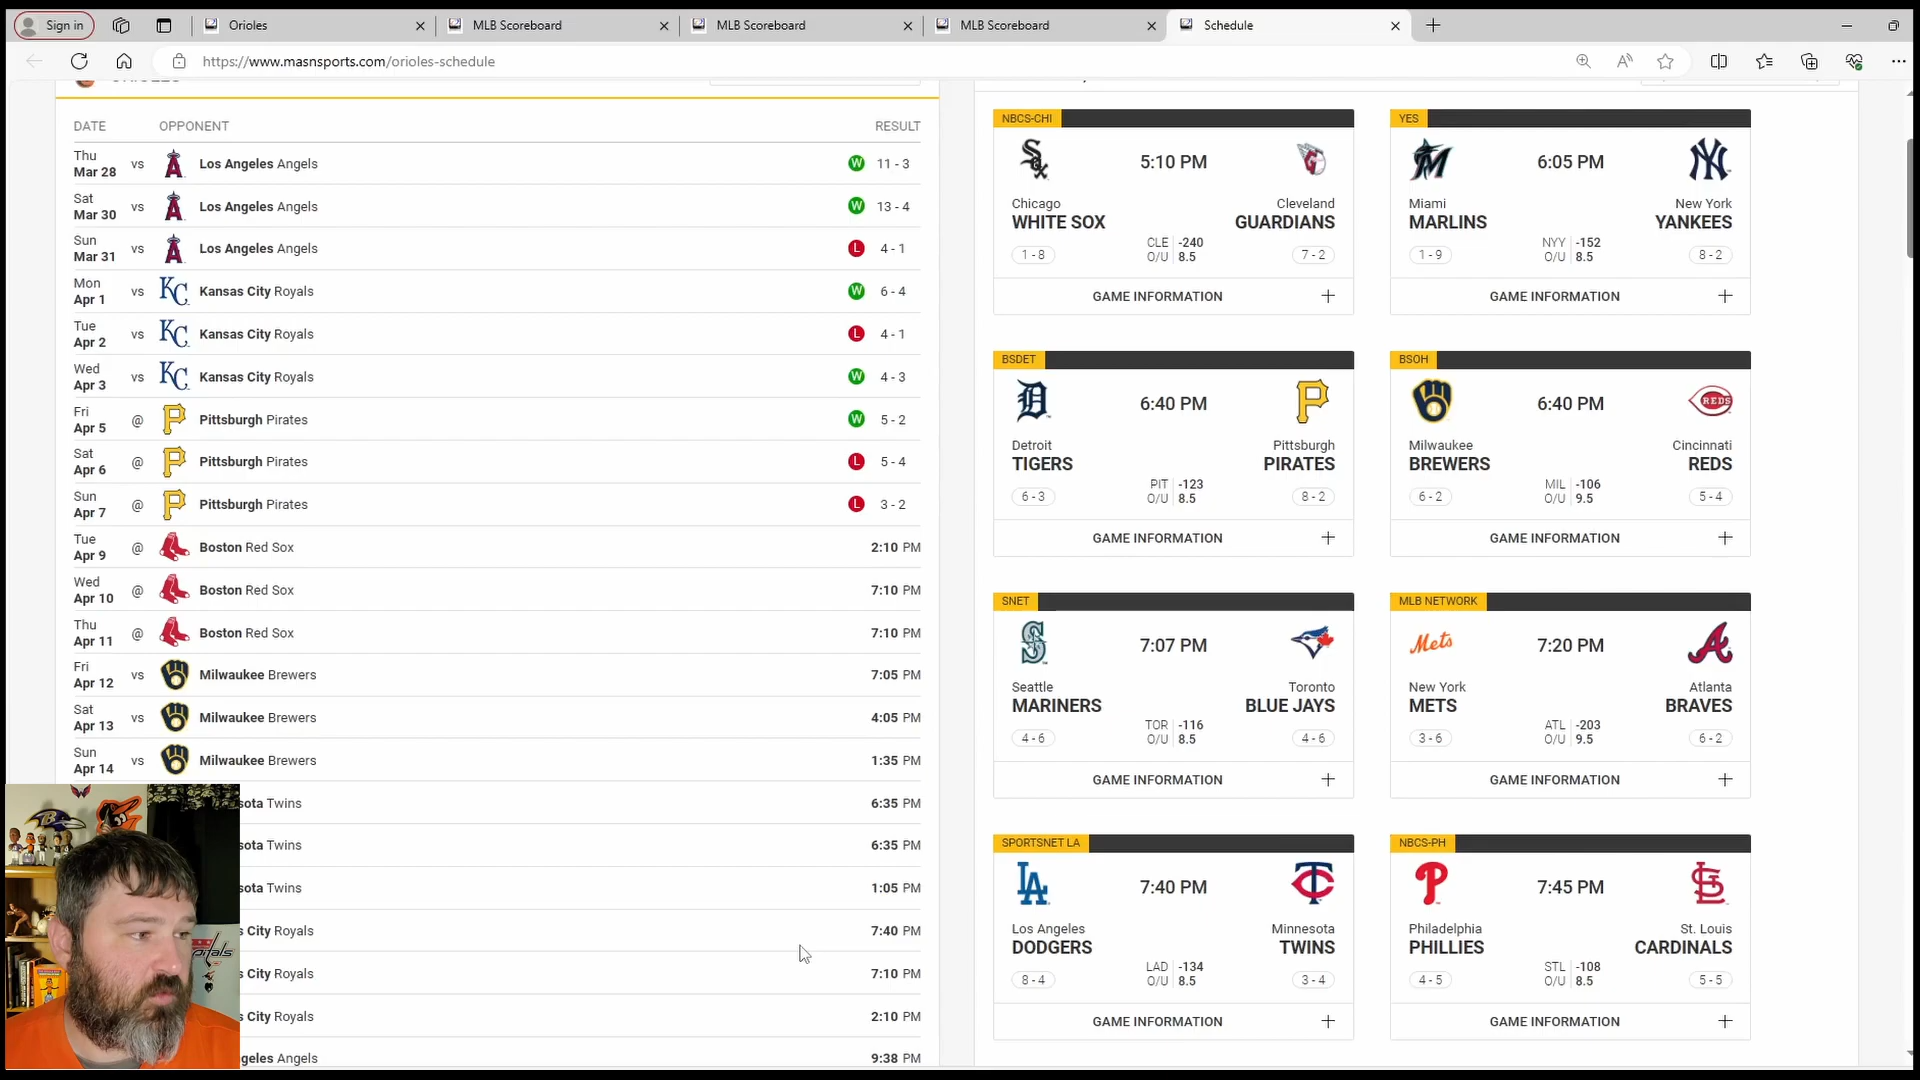 Sign in
Orioles
MLB Scoreboard
MLB Scoreboard
MLB Scoreboard
Schedule
https://www.masnsports.com/orioles-schedule
DATE OPPONENT RESULT
Thu
Mar 28 vs Los Angeles Angels W 11 - 3
Sat
Mar 30 vs Los Angeles Angels W 13 - 4
Sun
Mar 31 vs Los Angeles Angels L 4 - 1
Mon
Apr 1 vs Kansas City Royals W 6 - 4
Tue
Apr 2 vs Kansas City Royals L 4 - 1
Wed
Apr 3 vs Kansas City Royals W 4 - 3
Fri
Apr 5 @ Pittsburgh Pirates W 5 - 2
Sat
Apr 6 @ Pittsburgh Pirates L 5 - 4
Sun
Apr 7 @ Pittsburgh Pirates L 3 - 2
Tue
Apr 9 @ Boston Red Sox 2:10 PM
Wed
Apr 10 @ Boston Red Sox 7:10 PM
Thu
Apr 11 @ Boston Red Sox 7:10 PM
Fri
Apr 12 vs Milwaukee Brewers 7:05 PM
Sat
Apr 13 vs Milwaukee Brewers 4:05 PM
Sun
Apr 14 vs Milwaukee Brewers 1:35 PM
sota Twins 6:35 PM
sota Twins 6:35 PM
sota Twins 1:05 PM
s City Royals 7:40 PM
s City Royals 7:10 PM
s City Royals 2:10 PM
geles Angels 9:38 PM
NBCS-CHI
5:10 PM
Chicago Cleveland
WHITE SOX GUARDIANS
CLE -240
1 - 8 O/U 8.5 7 - 2
GAME INFORMATION +
YES
6:05 PM
Miami New York
MARLINS YANKEES
NYY -152
1 - 9 O/U 8.5 8 - 2
GAME INFORMATION +
BSDET
6:40 PM
Detroit Pittsburgh
TIGERS PIRATES
PIT -123
6 - 3 O/U 8.5 8 - 2
GAME INFORMATION +
BSOH
REDS
6:40 PM
Milwaukee Cincinnati
BREWERS REDS
MIL -106
6 - 2 O/U 9.5 5 - 4
GAME INFORMATION +
SNET
7:07 PM
Seattle Toronto
MARINERS BLUE JAYS
TOR -116
4 - 6 O/U 8.5 4 - 6
GAME INFORMATION +
MLB NETWORK
Mets
7:20 PM
New York Atlanta
METS BRAVES
ATL -203
3 - 6 O/U 9.5 6 - 2
GAME INFORMATION +
SPORTSNET LA
7:40 PM
Los Angeles Minnesota
DODGERS TWINS
LAD -134
8 - 4 O/U 8.5 3 - 4
GAME INFORMATION +
NBCS-PH
7:45 PM
Philadelphia St. Louis
PHILLIES CARDINALS
STL -108
4 - 5 O/U 8.5 5 - 5
GAME INFORMATION +